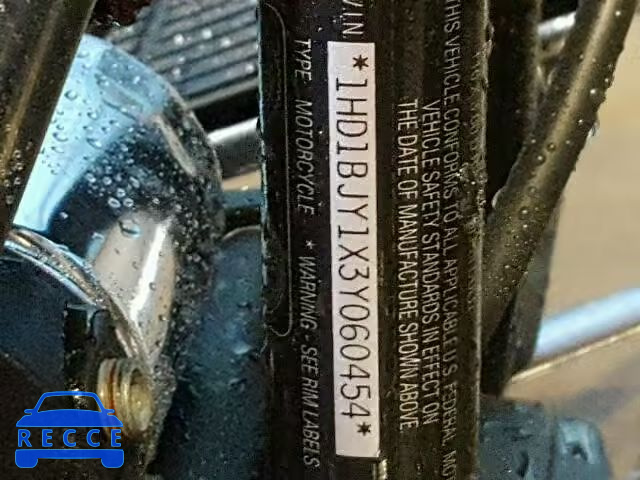 V.I.N.
*1HD1BJY1X3Y060454*
TYPE: MOTORCYCLE * WARNING - SEE RIM LABELS
THIS VEHICLE CONFORMS TO ALL APPLICABLE U.S. FEDERAL MOT
VEHICLE SAFETY STANDARDS IN EFFECT ON
THE DATE OF MANUFACTURE SHOWN ABOVE
RECCE